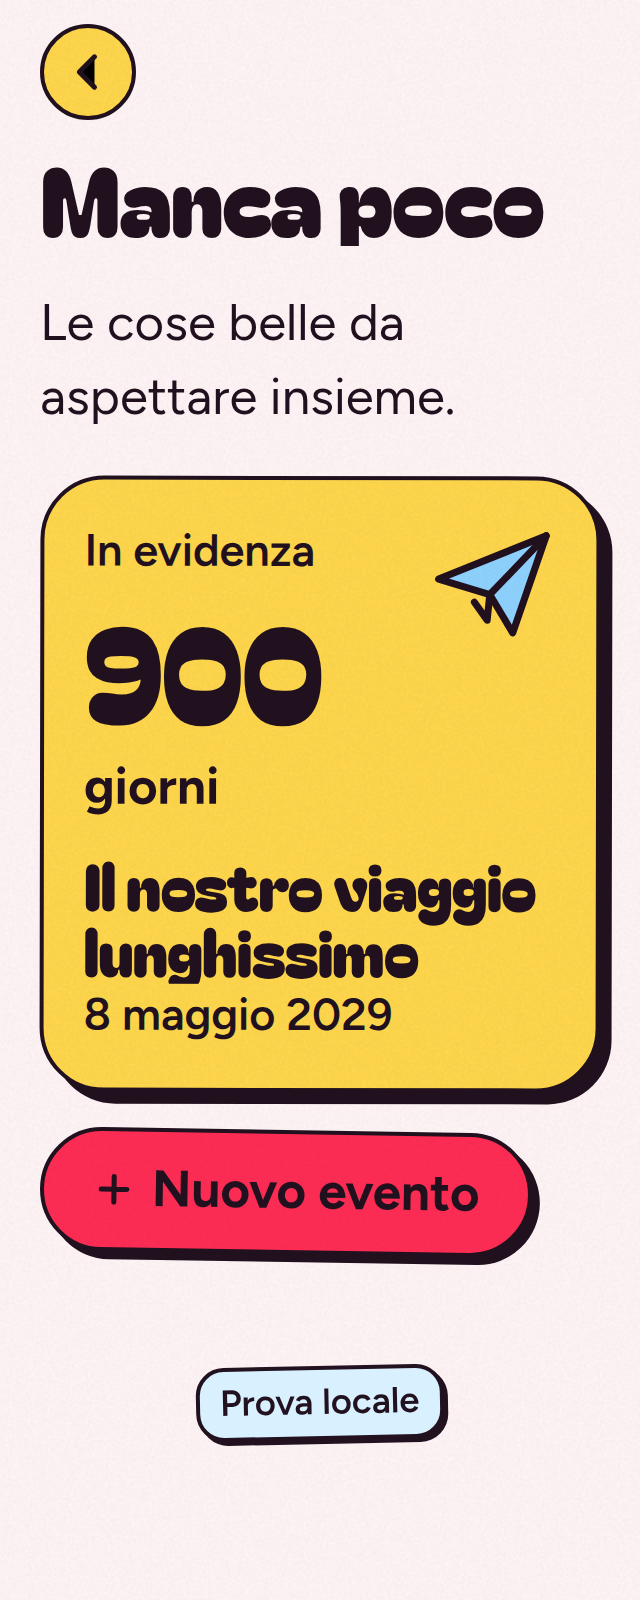 Manca poco
Le cose belle da
aspettare insieme.
In evidenza
900
giorni
Il nostro viaggio
lunghissimo
8 maggio 2029
+ Nuovo evento
Prova locale